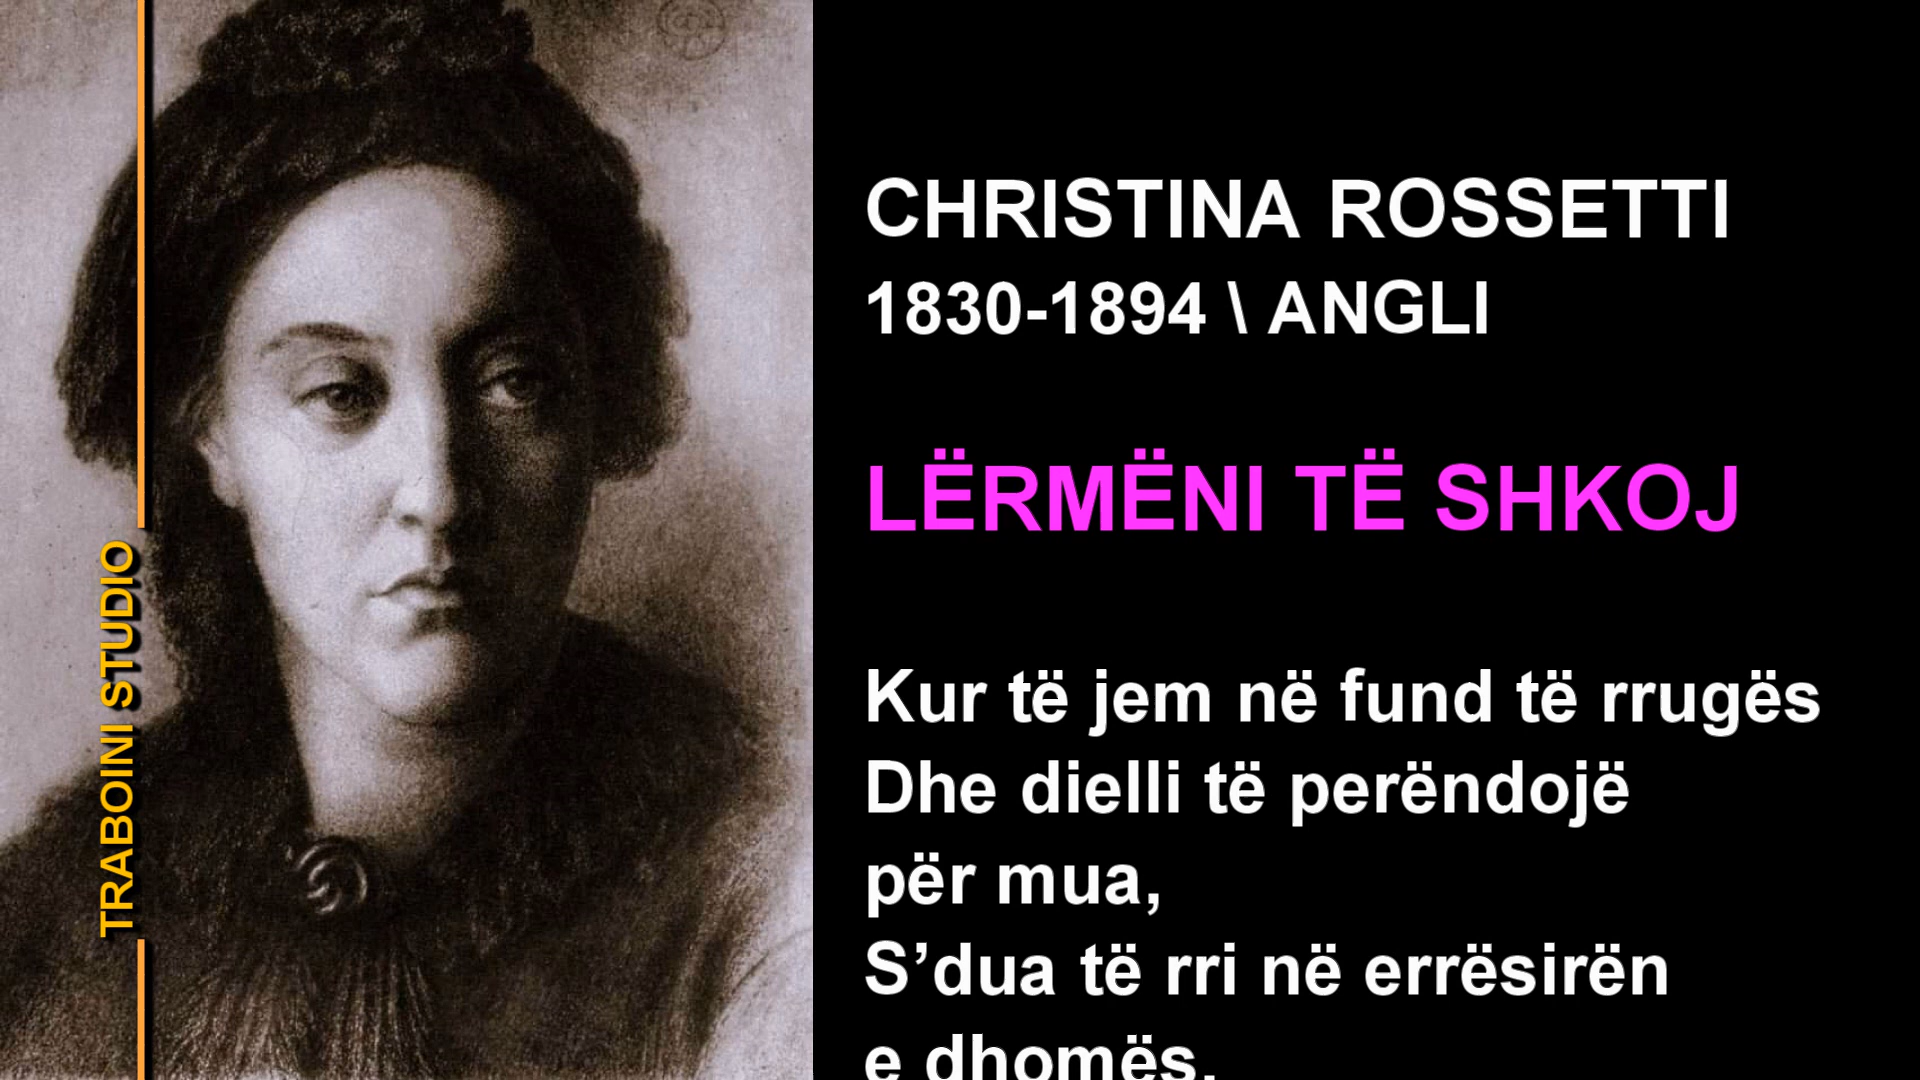 TRABOINI STUDIO
CHRISTINA ROSSETTI
1830-1894 \ ANGLI
LËRMËNI TË SHKOJ
Kur të jem në fund të rrugës
Dhe dielli të perëndojë
për mua,
S’dua të rri në errësirën
e dhomës.